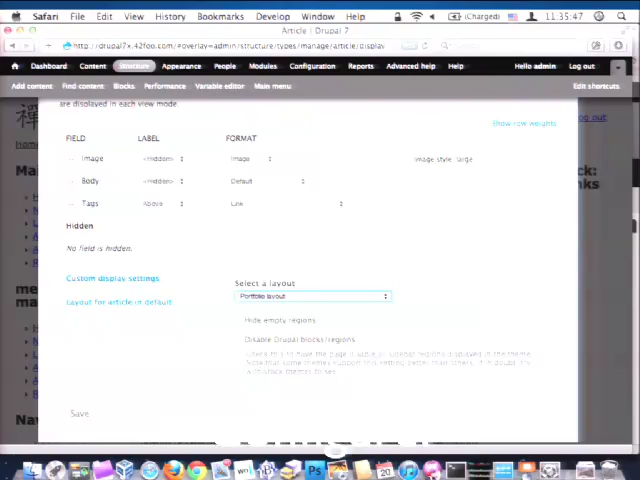 Safari File Edit View History Bookmarks Develop Window Help (Charged) 11:35:47
Article | Drupal 7
http://drupal7x.42foo.com/#overlay=admin/structure/types/manage/article/display
Dashboard Content Structure Appearance People Modules Configuration Reports Advanced help Help Hello admin Log out
Add content Find content Blocks Performance Variable editor Main menu Edit shortcuts
are displayed in each view mode.
Show row weights
FIELD LABEL FORMAT
Image <Hidden> Image Image style: large
Body <Hidden> Default
Tags Above Link
Hidden
No field is hidden.
Custom display settings
Layout for article in default
Select a layout
Portfolio layout
Hide empty regions
Disable Drupal blocks/regions
Save